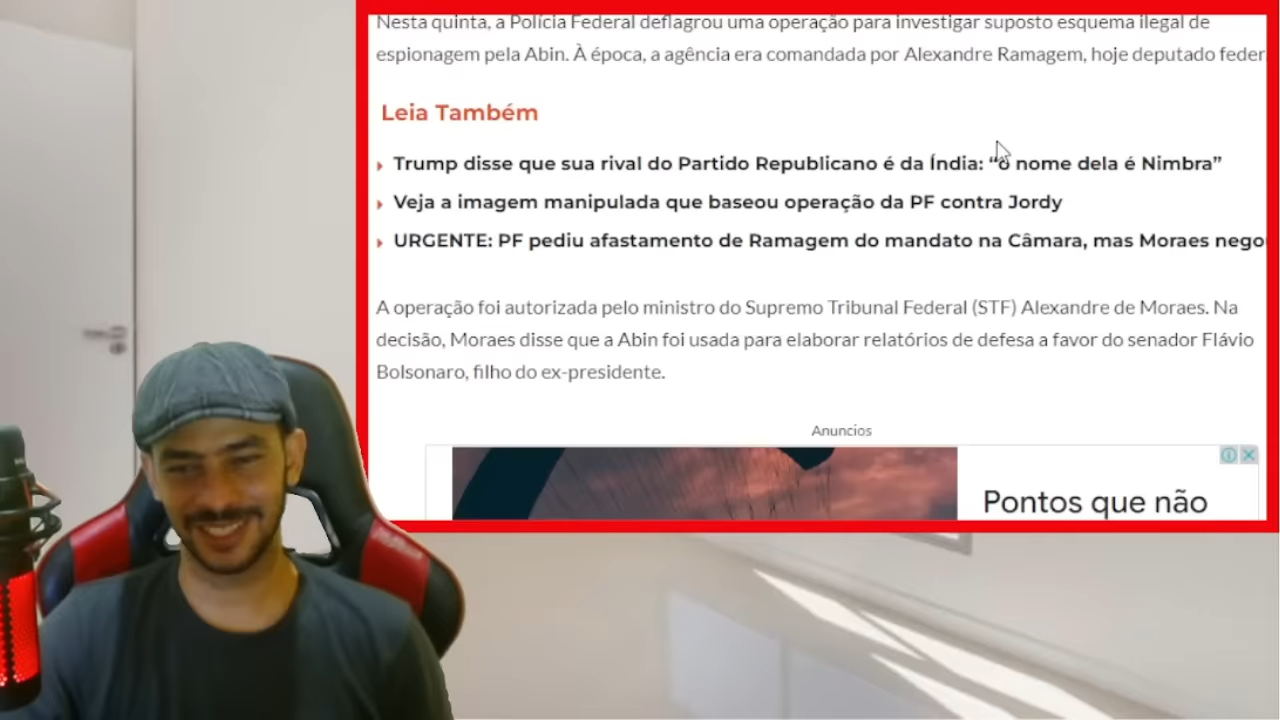 Nesta quinta, a Polícia Federal deflagrou uma operação para investigar suposto esquema ilegal de
espionagem pela Abin. À época, a agência era comandada por Alexandre Ramagem, hoje deputado feder
Leia Também
Trump disse que sua rival do Partido Republicano é da Índia: “o nome dela é Nimbra”
Veja a imagem manipulada que baseou operação da PF contra Jordy
URGENTE: PF pediu afastamento de Ramagem do mandato na Câmara, mas Moraes nego
A operação foi autorizada pelo ministro do Supremo Tribunal Federal (STF) Alexandre de Moraes. Na
decisão, Moraes disse que a Abin foi usada para elaborar relatórios de defesa a favor do senador Flávio
Bolsonaro, filho do ex-presidente.
Anuncios
Pontos que não